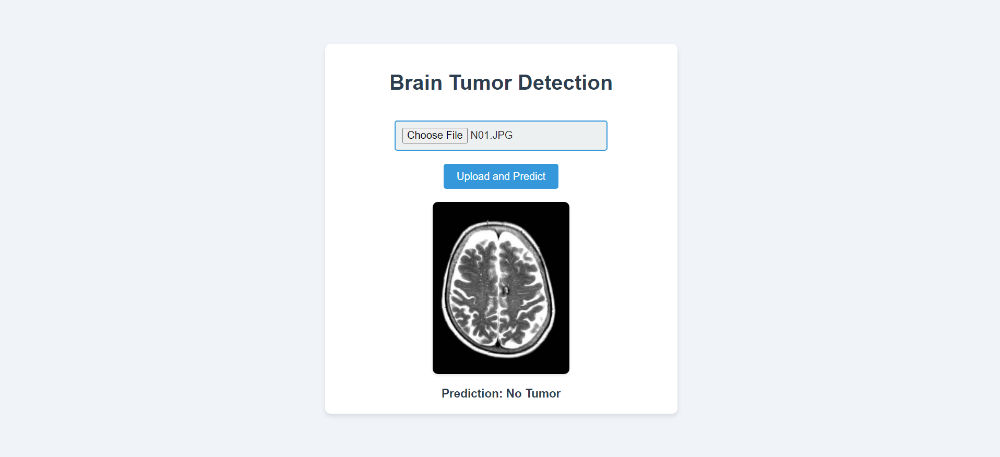 Brain Tumor Detection
Choose File N01.JPG
Upload and Predict
Prediction: No Tumor